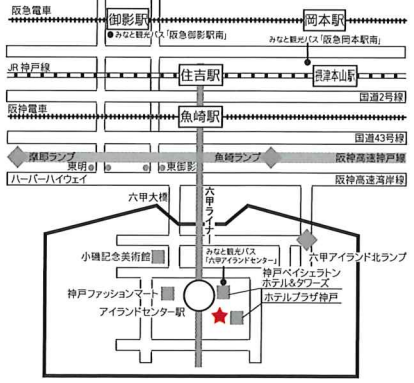 阪急電車
御影駅
岡本駅
みなと観光バス「阪急御影駅南」
みなと観光バス「阪急岡本駅南」
JR 神戸線
住吉駅
摂津本山駅
国道2号線
阪神電車
魚崎駅
国道43号線
摩耶ランプ
魚崎ランプ
阪神高速神戸線
東明
東御影
ハーバーハイウェイ
阪神高速湾岸線
六甲大橋
六甲ライナー
みなと観光バス
「六甲アイランドセンター」
六甲アイランド北ランプ
小磯記念美術館
神戸ベイシェラトン
ホテル&タワーズ
神戸ファッションマート
アイランドセンター駅
ホテルプラザ神戸